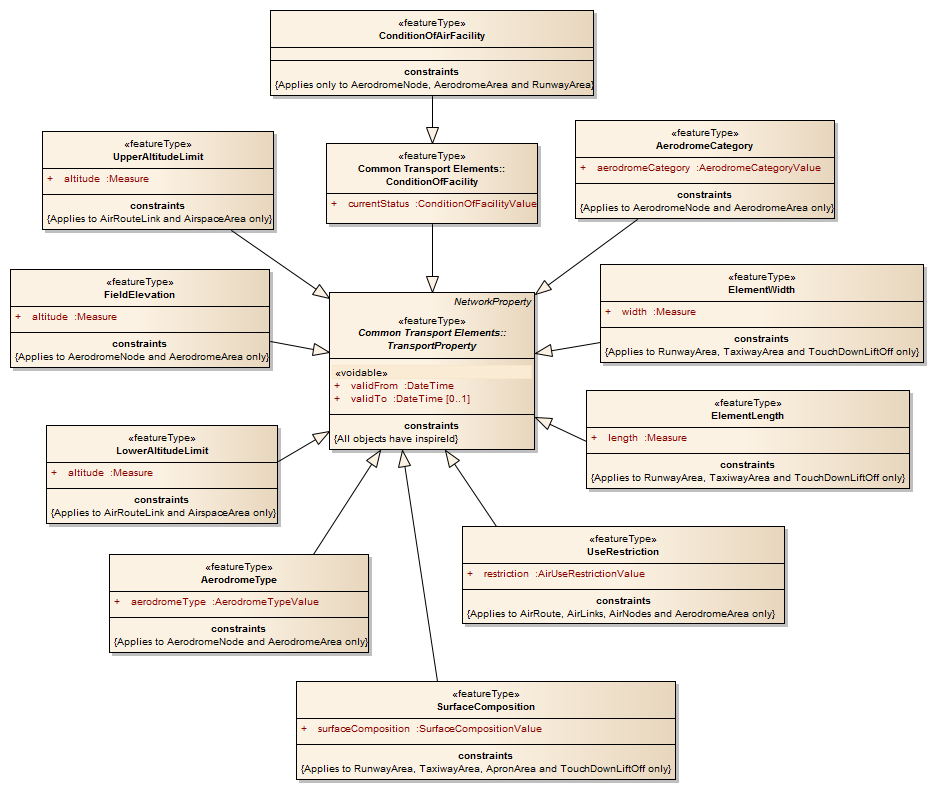 «featureType»
ConditionOfAirFacility
constraints
{Applies only to AerodromeNode, AerodromeArea and RunwayArea}
«featureType»
UpperAltitudeLimit
+ altitude :Measure
constraints
{Applies to AirRouteLink and AirspaceArea only}
«featureType»
Common Transport Elements::
ConditionOfFacility
+ currentStatus :ConditionOfFacilityValue
«featureType»
AerodromeCategory
+ aerodromeCategory :AerodromeCategoryValue
constraints
{Applies to AerodromeNode and AerodromeArea only}
«featureType»
FieldElevation
+ altitude :Measure
constraints
{Applies to AerodromeNode and AerodromeArea only}
NetworkProperty
«featureType»
Common Transport Elements::
TransportProperty
«voidable»
+ validFrom :DateTime
+ validTo :DateTime [0..1]
constraints
{All objects have inspireId}
«featureType»
ElementWidth
+ width :Measure
constraints
{Applies to RunwayArea, TaxiwayArea and TouchDownLiftOff only}
«featureType»
ElementLength
+ length :Measure
constraints
{Applies to RunwayArea, TaxiwayArea and TouchDownLiftOff only}
«featureType»
LowerAltitudeLimit
+ altitude :Measure
constraints
{Applies to AirRouteLink and AirspaceArea only}
«featureType»
AerodromeType
+ aerodromeType :AerodromeTypeValue
constraints
{Applies to AerodromeNode and AerodromeArea only}
«featureType»
UseRestriction
+ restriction :AirUseRestrictionValue
constraints
{Applies to AirRoute, AirLinks, AirNodes and AerodromeArea only}
«featureType»
SurfaceComposition
+ surfaceComposition :SurfaceCompositionValue
constraints
{Applies to RunwayArea, TaxiwayArea, ApronArea and TouchDownLiftOff only}